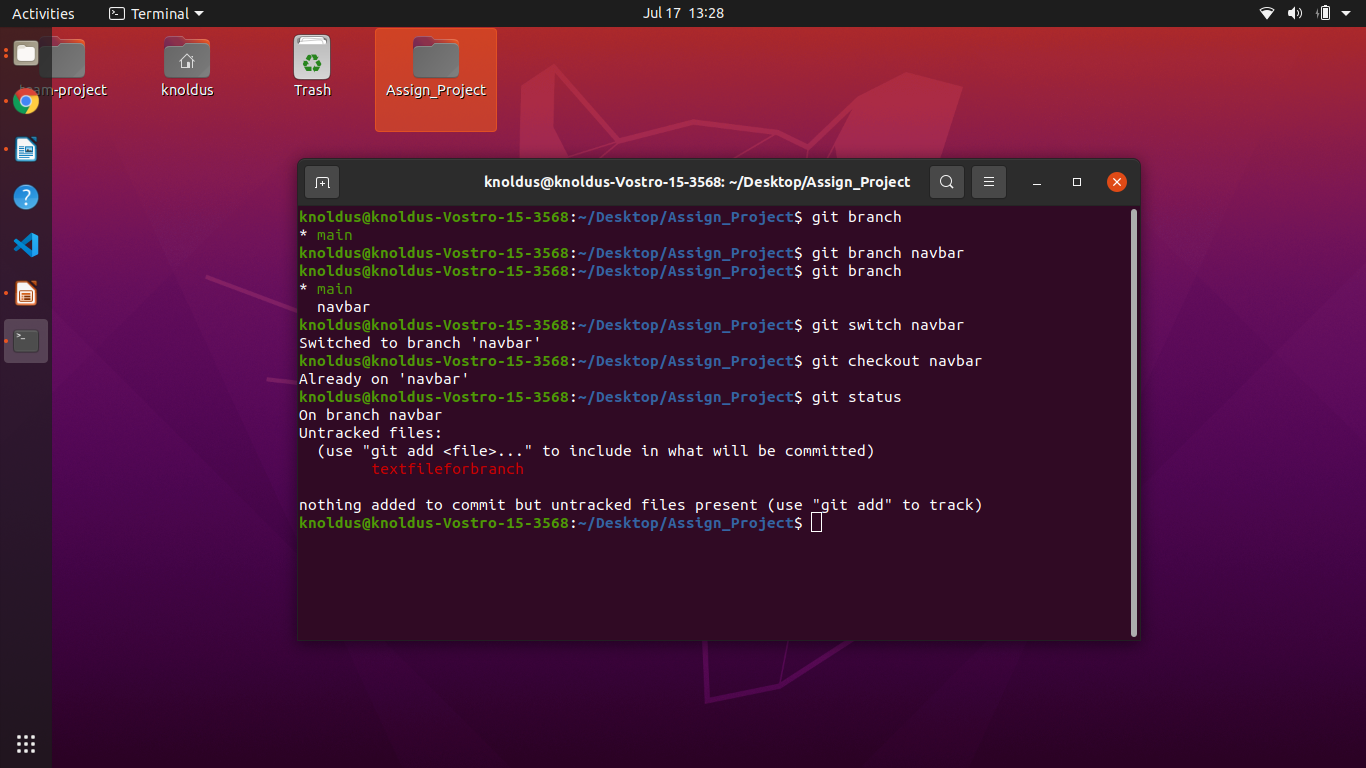 Activities
Terminal
Jul 17 13:28
-project
knoldus
Trash
Assign_Project
knoldus@knoldus-Vostro-15-3568: ~/Desktop/Assign_Project
knoldus@knoldus-Vostro-15-3568:~/Desktop/Assign_Project$ git branch
* main
knoldus@knoldus-Vostro-15-3568:~/Desktop/Assign_Project$ git branch navbar
knoldus@knoldus-Vostro-15-3568:~/Desktop/Assign_Project$ git branch
* main
  navbar
knoldus@knoldus-Vostro-15-3568:~/Desktop/Assign_Project$ git switch navbar
Switched to branch 'navbar'
knoldus@knoldus-Vostro-15-3568:~/Desktop/Assign_Project$ git checkout navbar
Already on 'navbar'
knoldus@knoldus-Vostro-15-3568:~/Desktop/Assign_Project$ git status
On branch navbar
Untracked files:
  (use "git add <file>..." to include in what will be committed)
        textfileforbranch
nothing added to commit but untracked files present (use "git add" to track)
knoldus@knoldus-Vostro-15-3568:~/Desktop/Assign_Project$